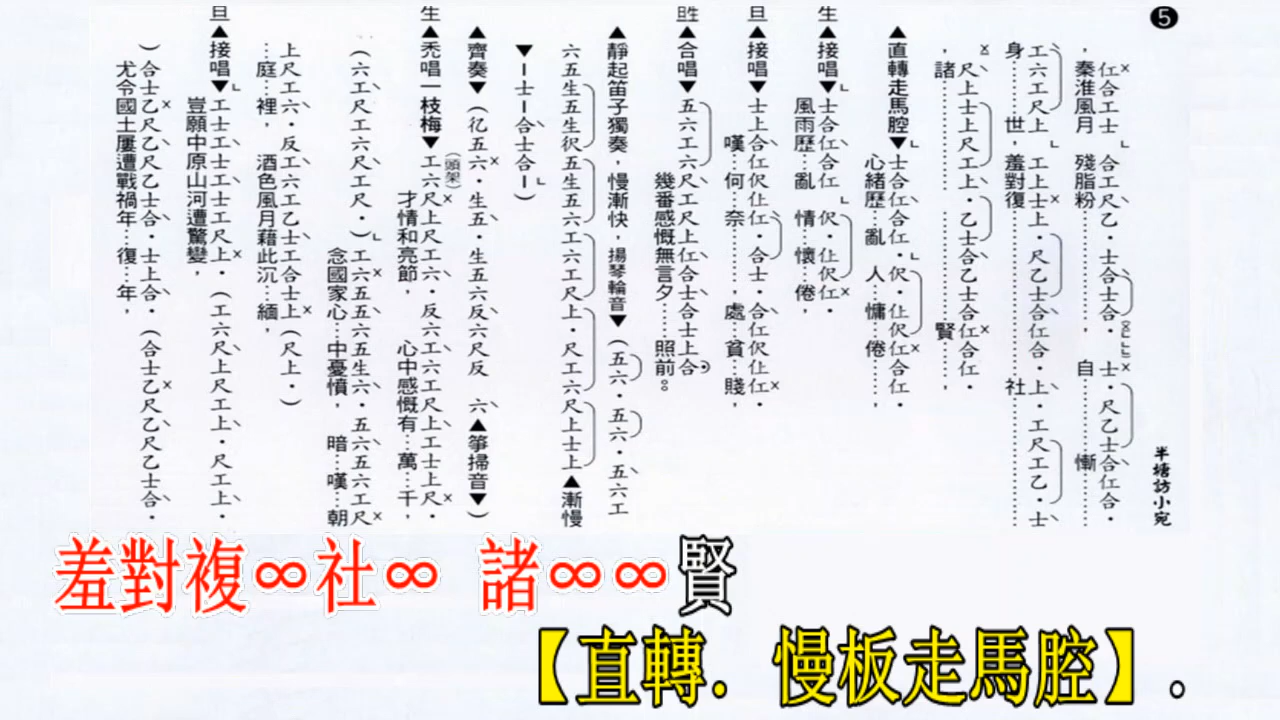 ❺
半塘訪小宛
仜合工士 合工尺乙．士合士合．士．尺乙士合仜合．
，秦淮風月 殘脂粉……………，自……慚
工六工尺上 工上士上．尺乙士合仜合．上．工尺工乙．士
身………世，羞對復……………………社……………………
尺上士上尺工上．乙士合乙士合仜合仜．
，諸………………………………賢…………，
▲直轉走馬腔▼士合仜合仜．伬．仩伬仜合仜．
心緒歷…亂 人…慵…倦………，
生▲接唱▼士合仜合仜 伬．仩伬仜．
風雨歷…亂 情…懷…倦，
旦▲接唱▼士上合仜伬仩仜．合士．合仜伬仩仜．
嘆…何…奈………，處…貧…賤，
▲合唱▼五六工六尺工尺上仜合士合士上合
幾番感慨無言夕……照前。。
▲靜起笛子獨奏，慢漸快，揚琴輪音▼（五六．五六．五六工
六五生五生伬五生五六工六工尺上．尺工六尺上士上▲漸慢
▼－士－合士合－）
▲齊奏▼（亿五六．生五．生五六反六尺反 六▲箏掃音▼）
生▲禿唱一枝梅▼（頭架）工六尺上尺工六．反六工六工尺上工士上尺．
才情和亮節， 心中感慨有…萬…千，
（六工尺工六尺工尺．）工六五五六五生六．五六五六工尺
念國家心…中憂憤， 暗…嘆…朝
上尺工六．反工六工乙士工合士上（尺上．）
…庭…裡， 酒色風月藉此沉…緬，
旦▲接唱▼工士工士工士工尺上．（工六尺上尺工上．尺工上．
豈願中原山河遭驚變，
）合士乙尺乙尺乙士合．士上合．（合士乙尺乙尺乙士合．
尤令國土屢遭戰禍年…復…年，
羞對複∞社∞ 諸∞∞賢
【直轉．慢板走馬腔】。